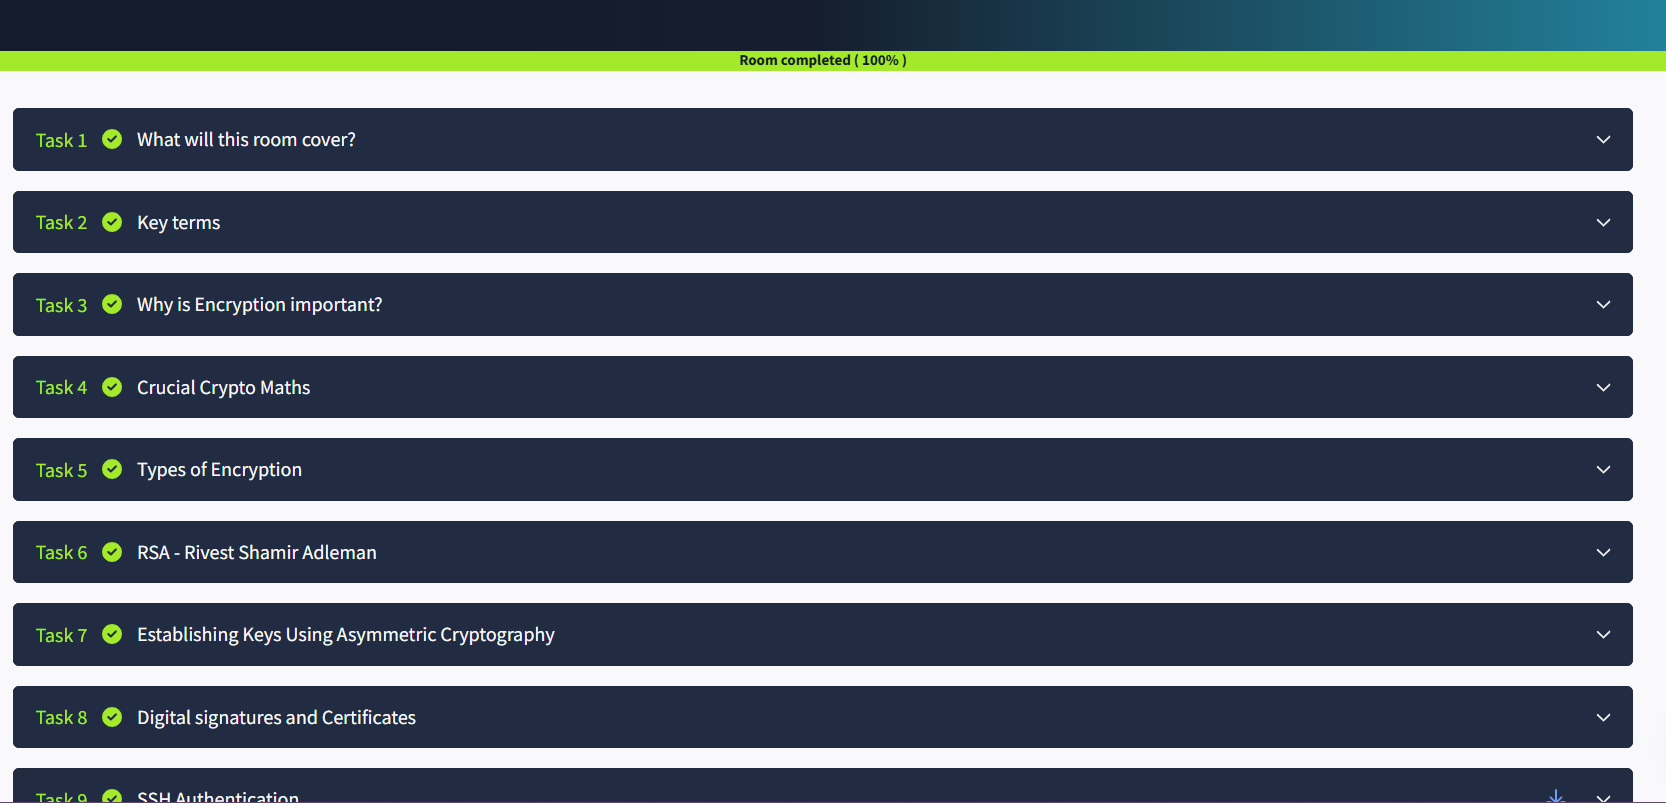 Room completed ( 100% )
Task 1 What will this room cover?
Task 2 Key terms
Task 3 Why is Encryption important?
Task 4 Crucial Crypto Maths
Task 5 Types of Encryption
Task 6 RSA - Rivest Shamir Adleman
Task 7 Establishing Keys Using Asymmetric Cryptography
Task 8 Digital signatures and Certificates
Task 9 SSH Authentication